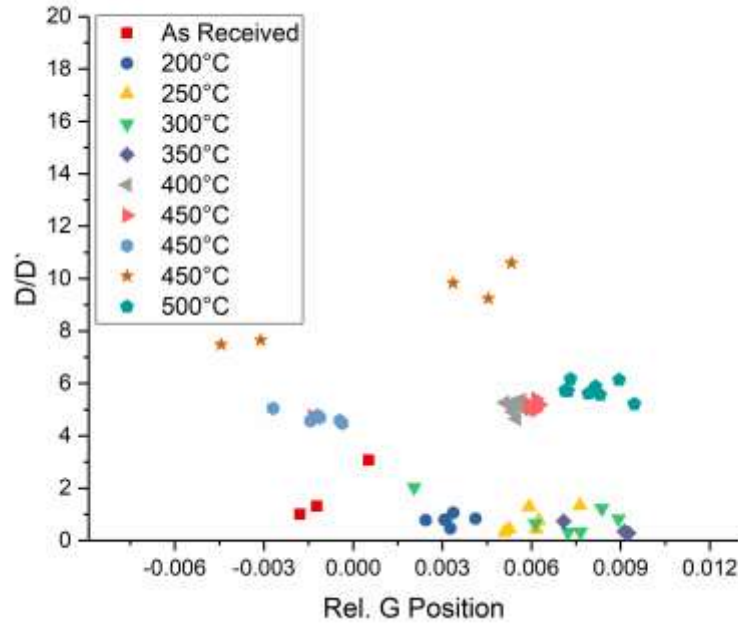 20
18
16
14
12
10
8
6
4
2
0
D/D`
As Received
200°C
250°C
300°C
350°C
400°C
450°C
450°C
450°C
500°C
-0.006 -0.003 0.000 0.003 0.006 0.009 0.012
Rel. G Position